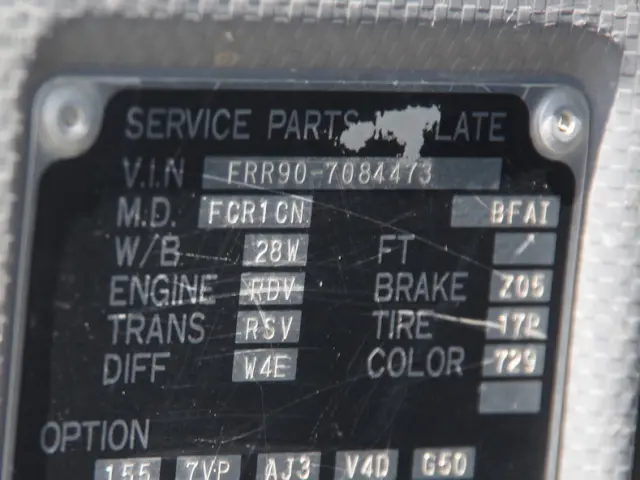 SERVICE PARTS LATE
V.I.N FRR90-7084473
M.D. FCR1CN BFAI
W/B 28W FT
ENGINE RDV BRAKE Z05
TRANS RSV TIRE
DIFF W4E COLOR 729
OPTION
155 7VP AJ3 V4D G50